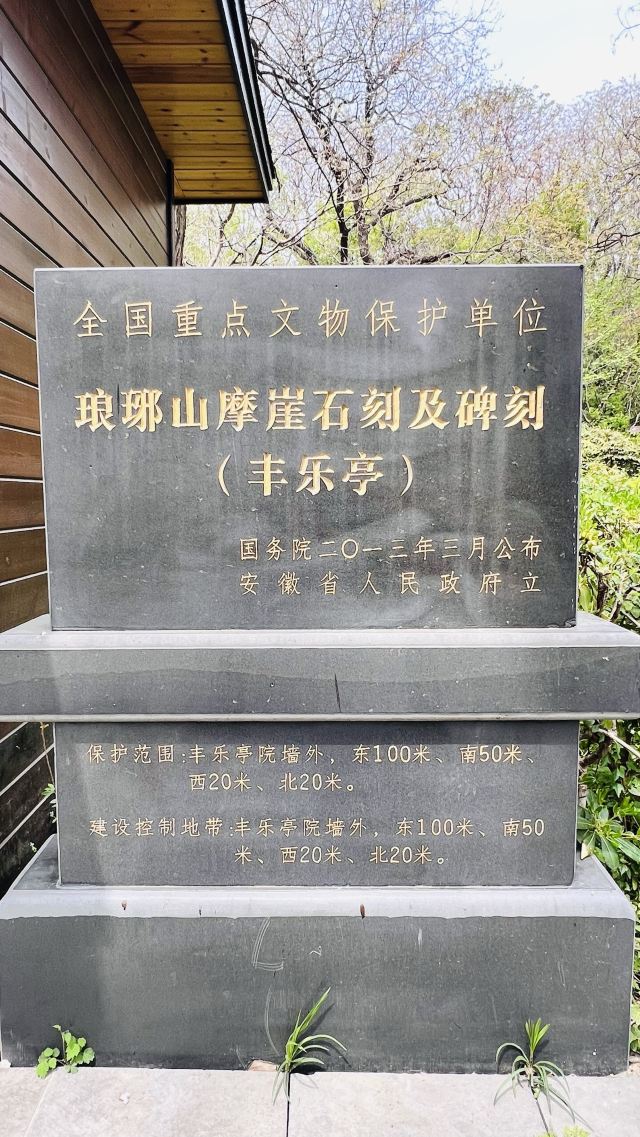 全国重点文物保护单位
琅琊山摩崖石刻及碑刻
（丰乐亭）
国务院二〇一三年三月公布
安徽省人民政府立
保护范围:丰乐亭院墙外，东100米、南50米、
西20米、北20米。
建设控制地带:丰乐亭院墙外，东100米、南50
米、西20米、北20米。